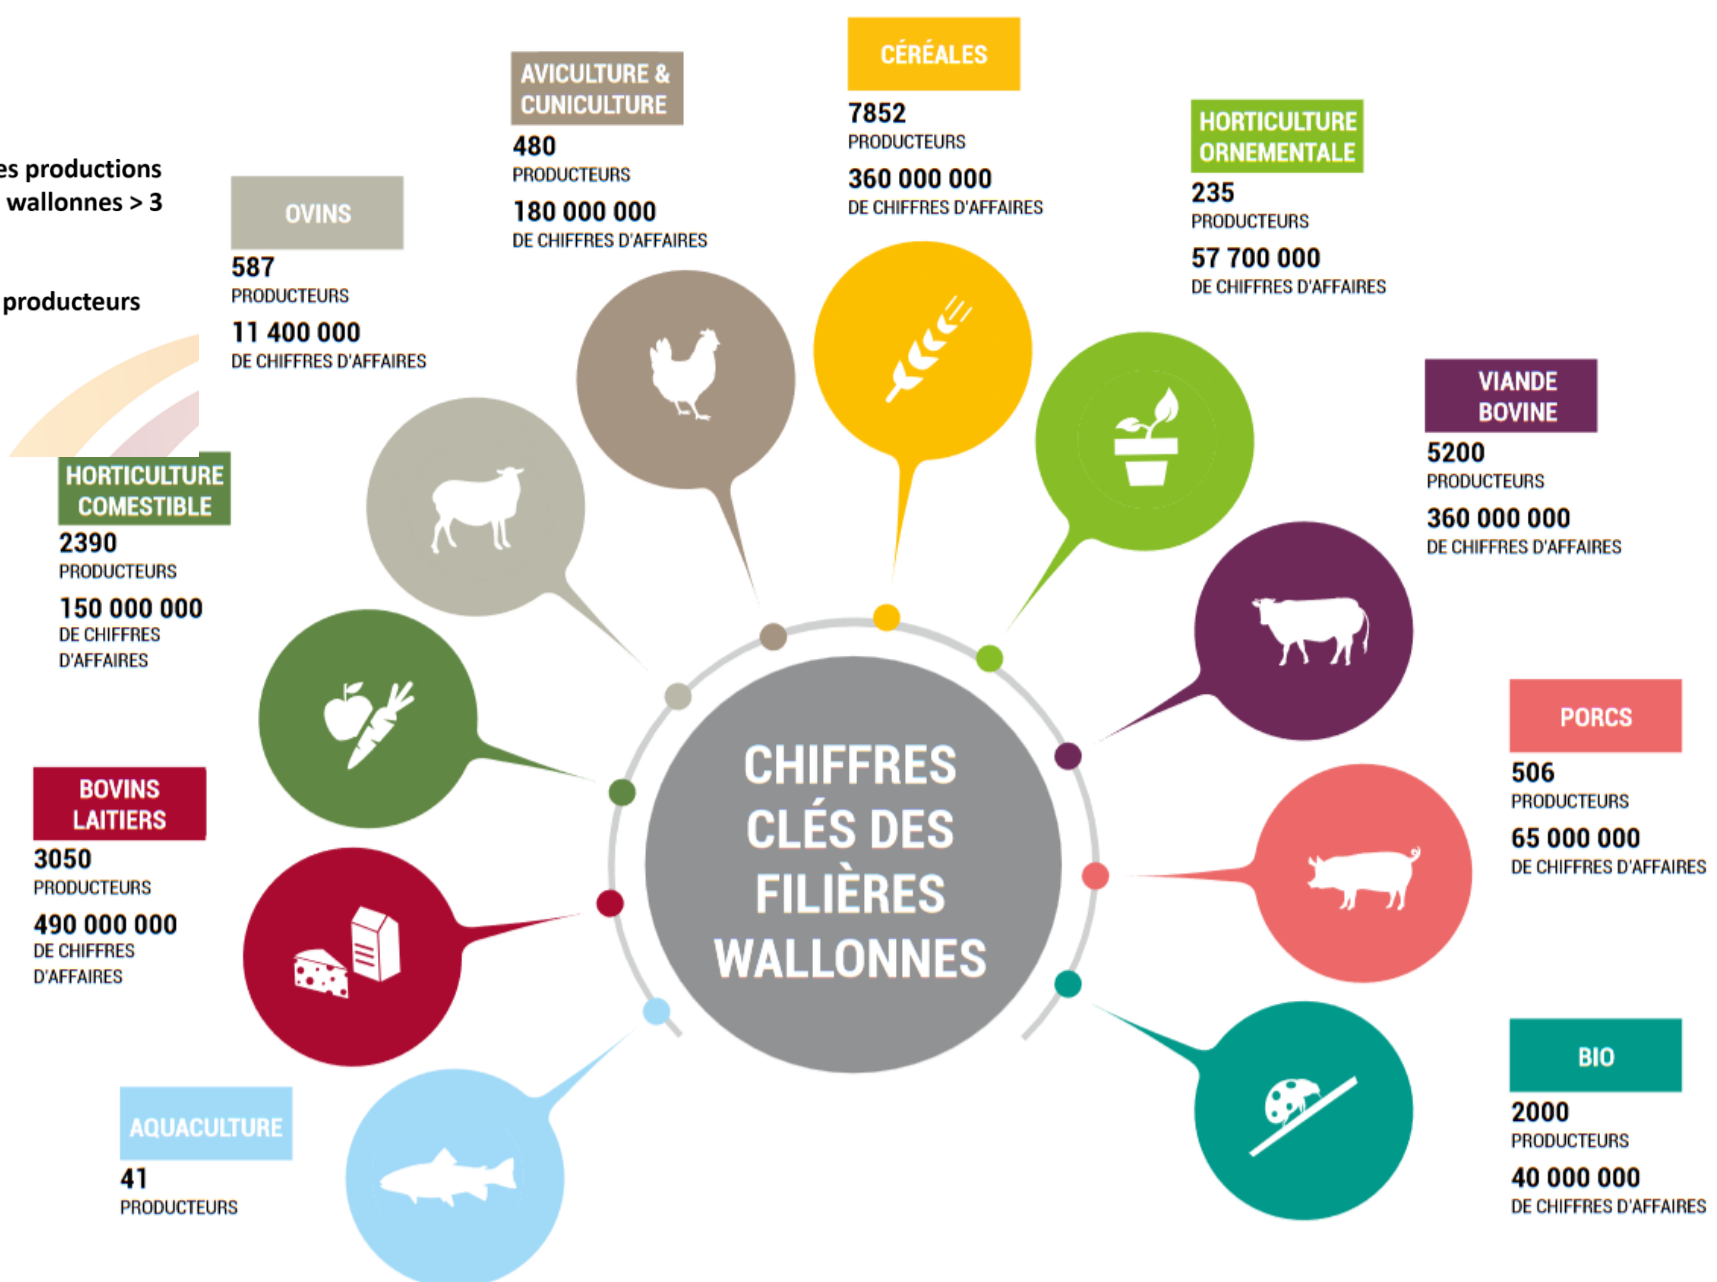 es productions
wallonnes > 3
producteurs
AQUACULTURE
41
PRODUCTEURS
BOVINS
LAITIERS
3050
PRODUCTEURS
490 000 000
DE CHIFFRES
D'AFFAIRES
HORTICULTURE
COMESTIBLE
2390
PRODUCTEURS
150 000 000
DE CHIFFRES
D'AFFAIRES
OVINS
587
PRODUCTEURS
11 400 000
DE CHIFFRES D'AFFAIRES
AVICULTURE &
CUNICULTURE
480
PRODUCTEURS
180 000 000
DE CHIFFRES D'AFFAIRES
CÉRÉALES
7852
PRODUCTEURS
360 000 000
DE CHIFFRES D'AFFAIRES
HORTICULTURE
ORNEMENTALE
235
PRODUCTEURS
57 700 000
DE CHIFFRES D'AFFAIRES
VIANDE
BOVINE
5200
PRODUCTEURS
360 000 000
DE CHIFFRES D'AFFAIRES
PORCS
506
PRODUCTEURS
65 000 000
DE CHIFFRES D'AFFAIRES
BIO
2000
PRODUCTEURS
40 000 000
DE CHIFFRES D'AFFAIRES
CHIFFRES
CLÉS DES
FILIÈRES
WALLONNES